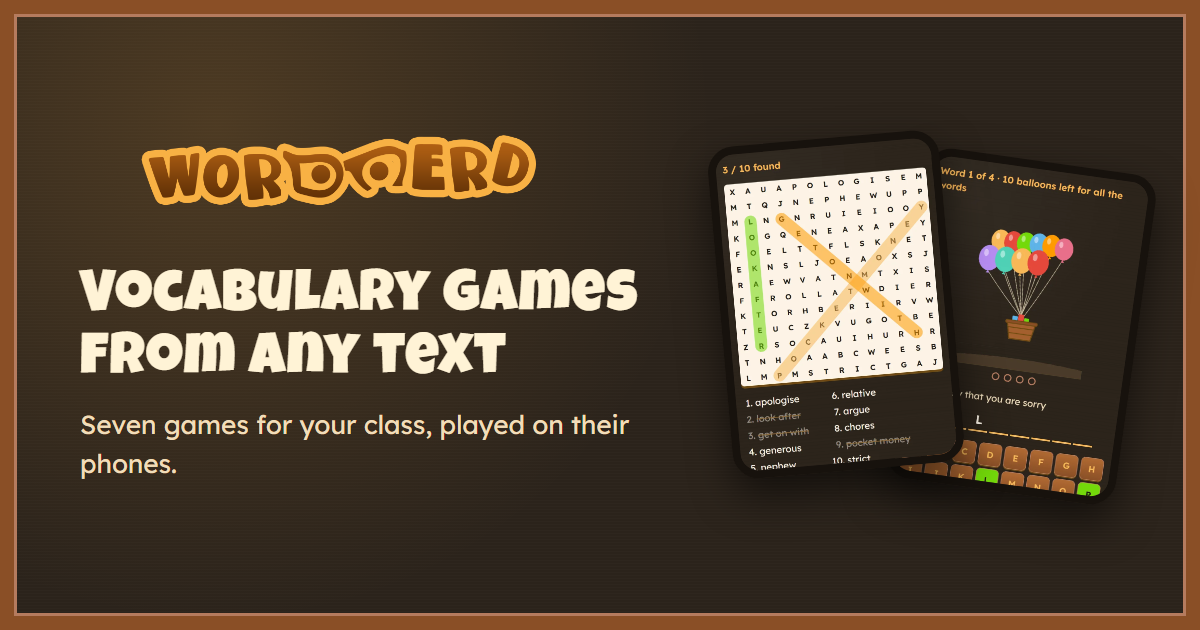 WORDNERD
VOCABULARY GAMES
FROM ANY TEXT
Seven games for your class, played on their
phones.
3 / 10 found
X A U A P O L O G I S E M
M T Q J N E P H E W U P P
M L N G N R U I E I O O Y
K O G Q E N E A X A P E Y
F O E L T T F L S K N E T
E K N S L J O E A O X S J
R A E W V A T N M T X I S
F F R O L L A T W D I E R
K T O R H B E R I I R V W
T E U C Z K V U G O T B E
Z R S O C A U I H U R H R
T N H O A A B C W E E S B
L M P M S T R I C T G A J
1. apologise
2. look after
3. get on with
4. generous
5. nephew
6. relative
7. argue
8. chores
9. pocket money
10. strict
Word 1 of 4 · 10 balloons left for all the
words
that you are sorry
L
C D E F G H
K L M N O P